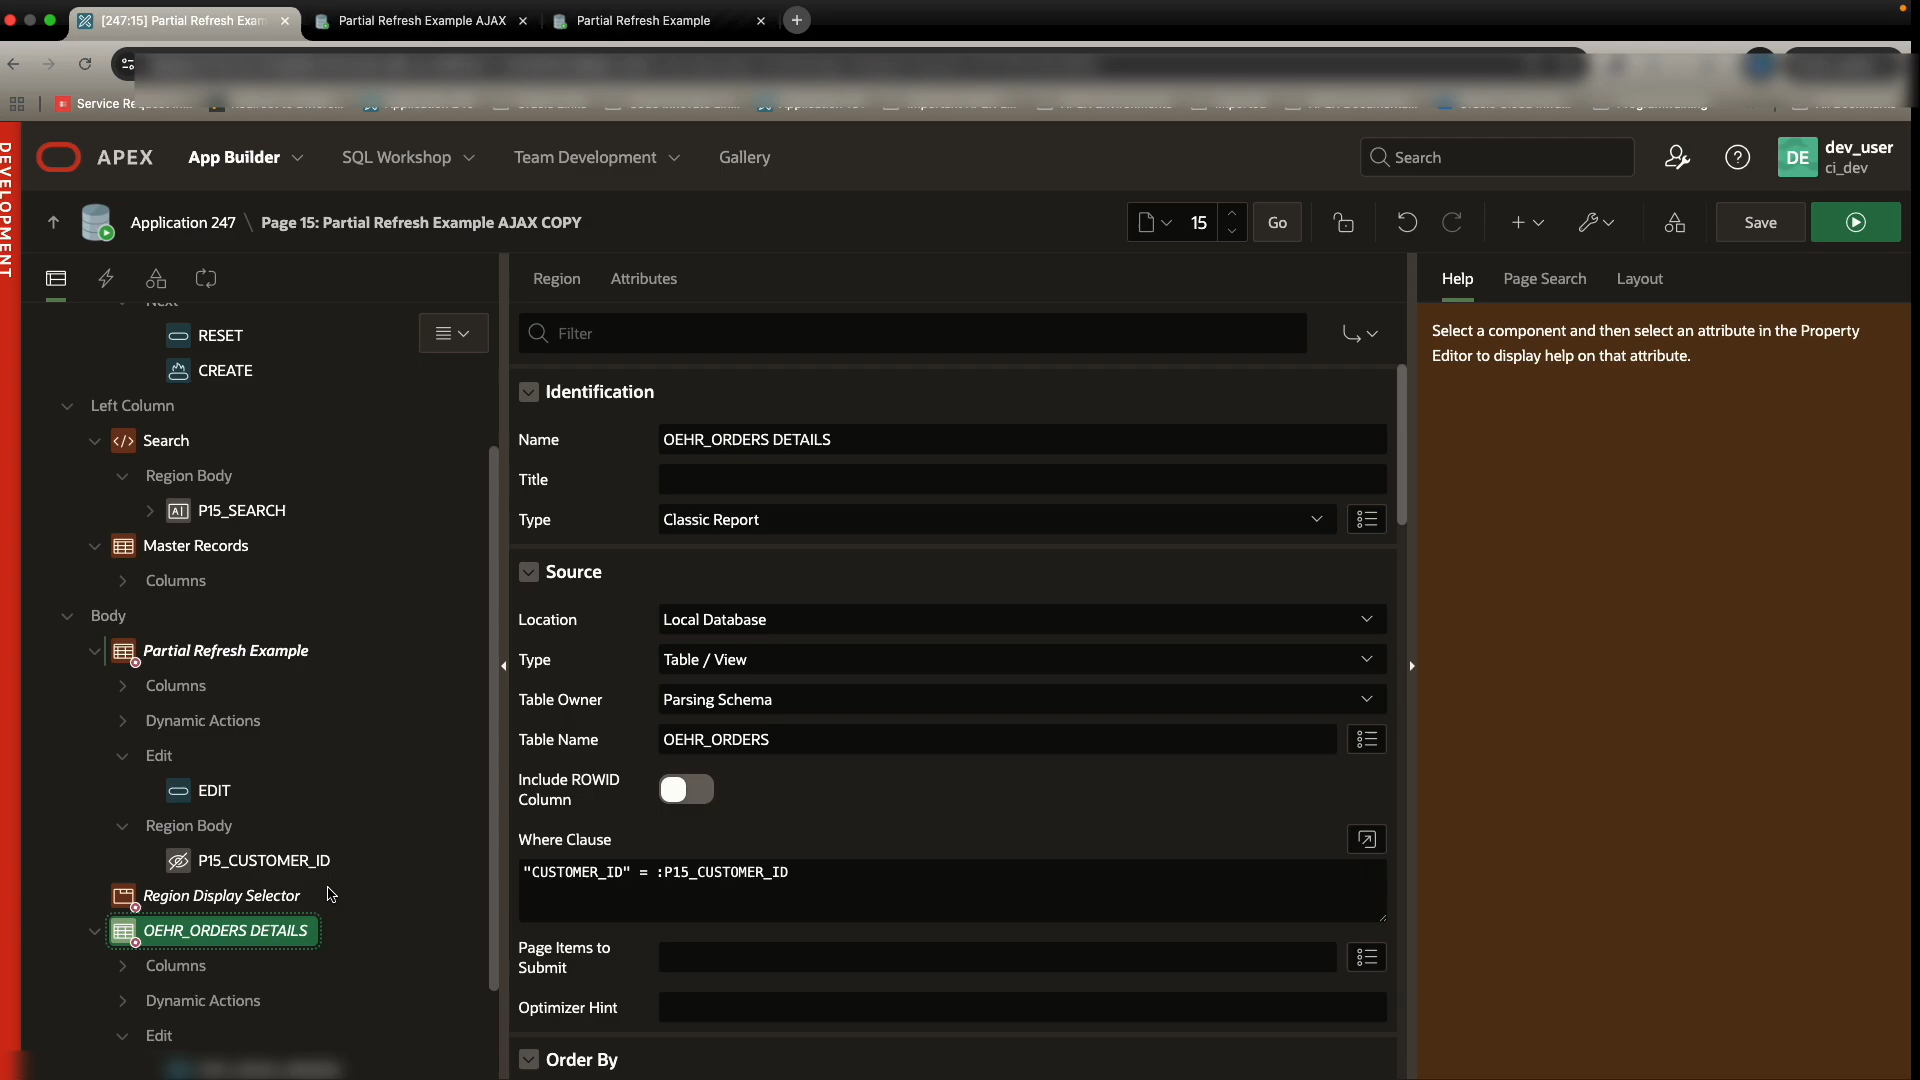 [247:15] Partial Refresh Exam
Partial Refresh Example AJAX
Partial Refresh Example
Service Re
DEVELOPMENT
APEX
App Builder
SQL Workshop
Team Development
Gallery
Search
DE
dev_user
ci_dev
Application 247 \ Page 15: Partial Refresh Example AJAX COPY
15
Go
Save
Next
RESET
CREATE
Left Column
Search
Region Body
P15_SEARCH
Master Records
Columns
Body
Partial Refresh Example
Columns
Dynamic Actions
Edit
EDIT
Region Body
P15_CUSTOMER_ID
Region Display Selector
OEHR_ORDERS DETAILS
Columns
Dynamic Actions
Edit
Region
Attributes
Filter
Identification
Name
OEHR_ORDERS DETAILS
Title
Type
Classic Report
Source
Location
Local Database
Type
Table / View
Table Owner
Parsing Schema
Table Name
OEHR_ORDERS
Include ROWID
Column
Where Clause
"CUSTOMER_ID" = :P15_CUSTOMER_ID
Page Items to
Submit
Optimizer Hint
Order By
Help
Page Search
Layout
Select a component and then select an attribute in the Property
Editor to display help on that attribute.